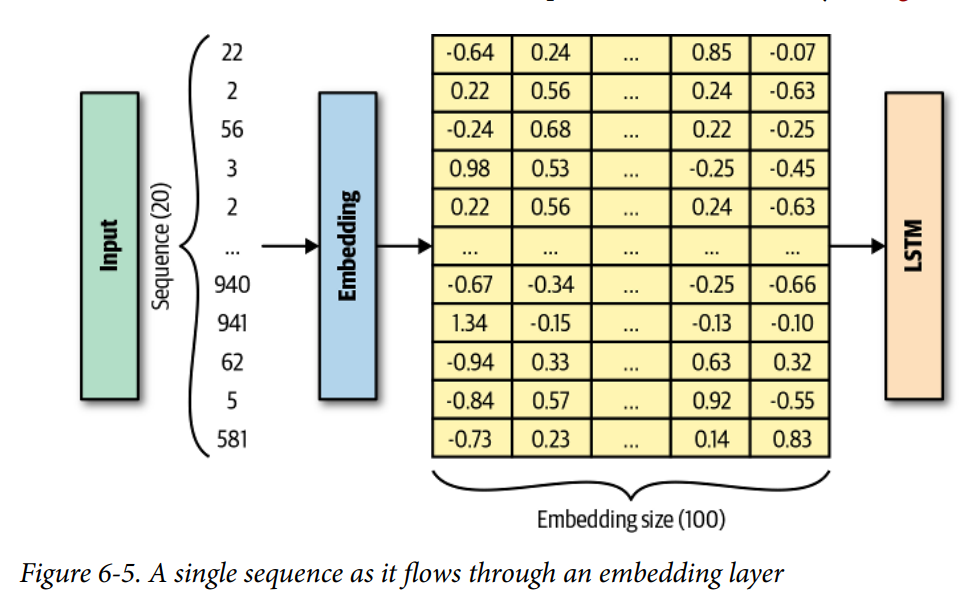 Input
Sequence (20)
22
2
56
3
2
...
940
941
62
5
581
Embedding
-0.64 0.24 ... 0.85 -0.07
0.22 0.56 ... 0.24 -0.63
-0.24 0.68 ... 0.22 -0.25
0.98 0.53 ... -0.25 -0.45
0.22 0.56 ... 0.24 -0.63
... ... ... ... ...
-0.67 -0.34 ... -0.25 -0.66
1.34 -0.15 ... -0.13 -0.10
-0.94 0.33 ... 0.63 0.32
-0.84 0.57 ... 0.92 -0.55
-0.73 0.23 ... 0.14 0.83
Embedding size (100)
LSTM
Figure 6-5. A single sequence as it flows through an embedding layer